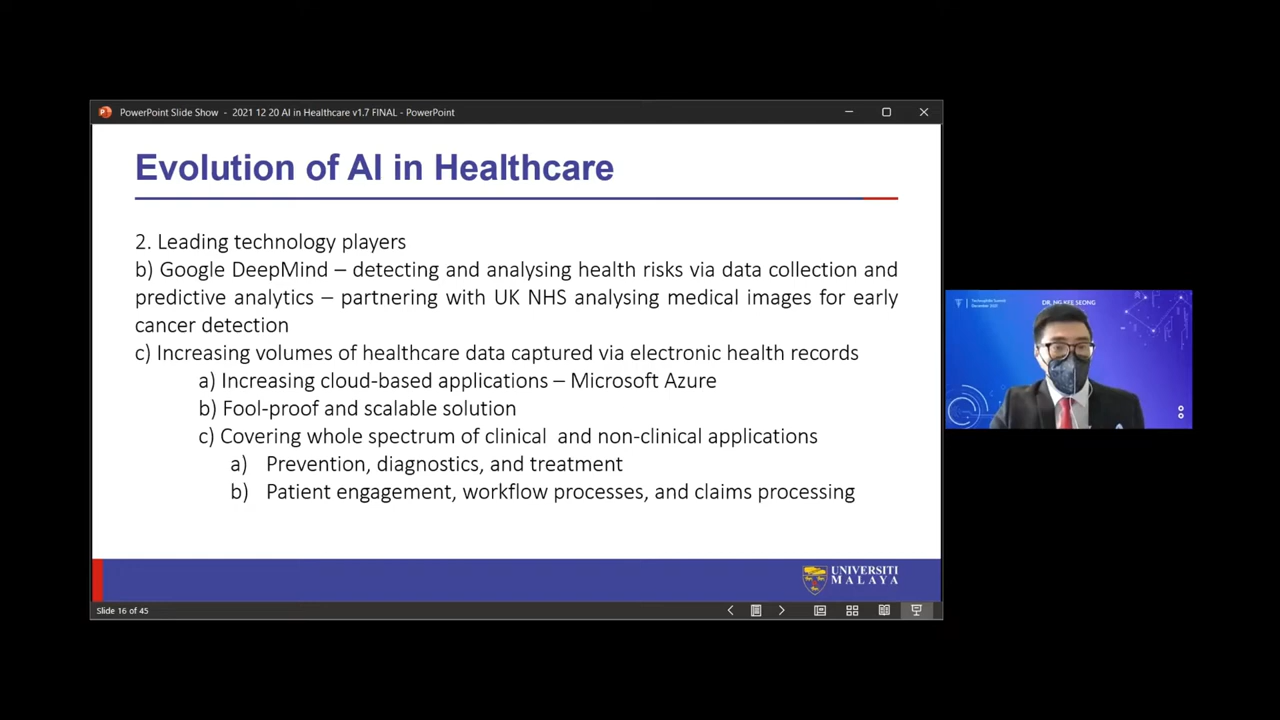 PowerPoint Slide Show - 2021 12 20 AI in Healthcare v1.7 FINAL - PowerPoint
Evolution of AI in Healthcare
2. Leading technology players
b) Google DeepMind – detecting and analysing health risks via data collection and
predictive analytics – partnering with UK NHS analysing medical images for early
cancer detection
c) Increasing volumes of healthcare data captured via electronic health records
a) Increasing cloud-based applications – Microsoft Azure
b) Fool-proof and scalable solution
c) Covering whole spectrum of clinical and non-clinical applications
a) Prevention, diagnostics, and treatment
b) Patient engagement, workflow processes, and claims processing
UNIVERSITI
MALAYA
Slide 16 of 45
DR. NG KEE SEONG